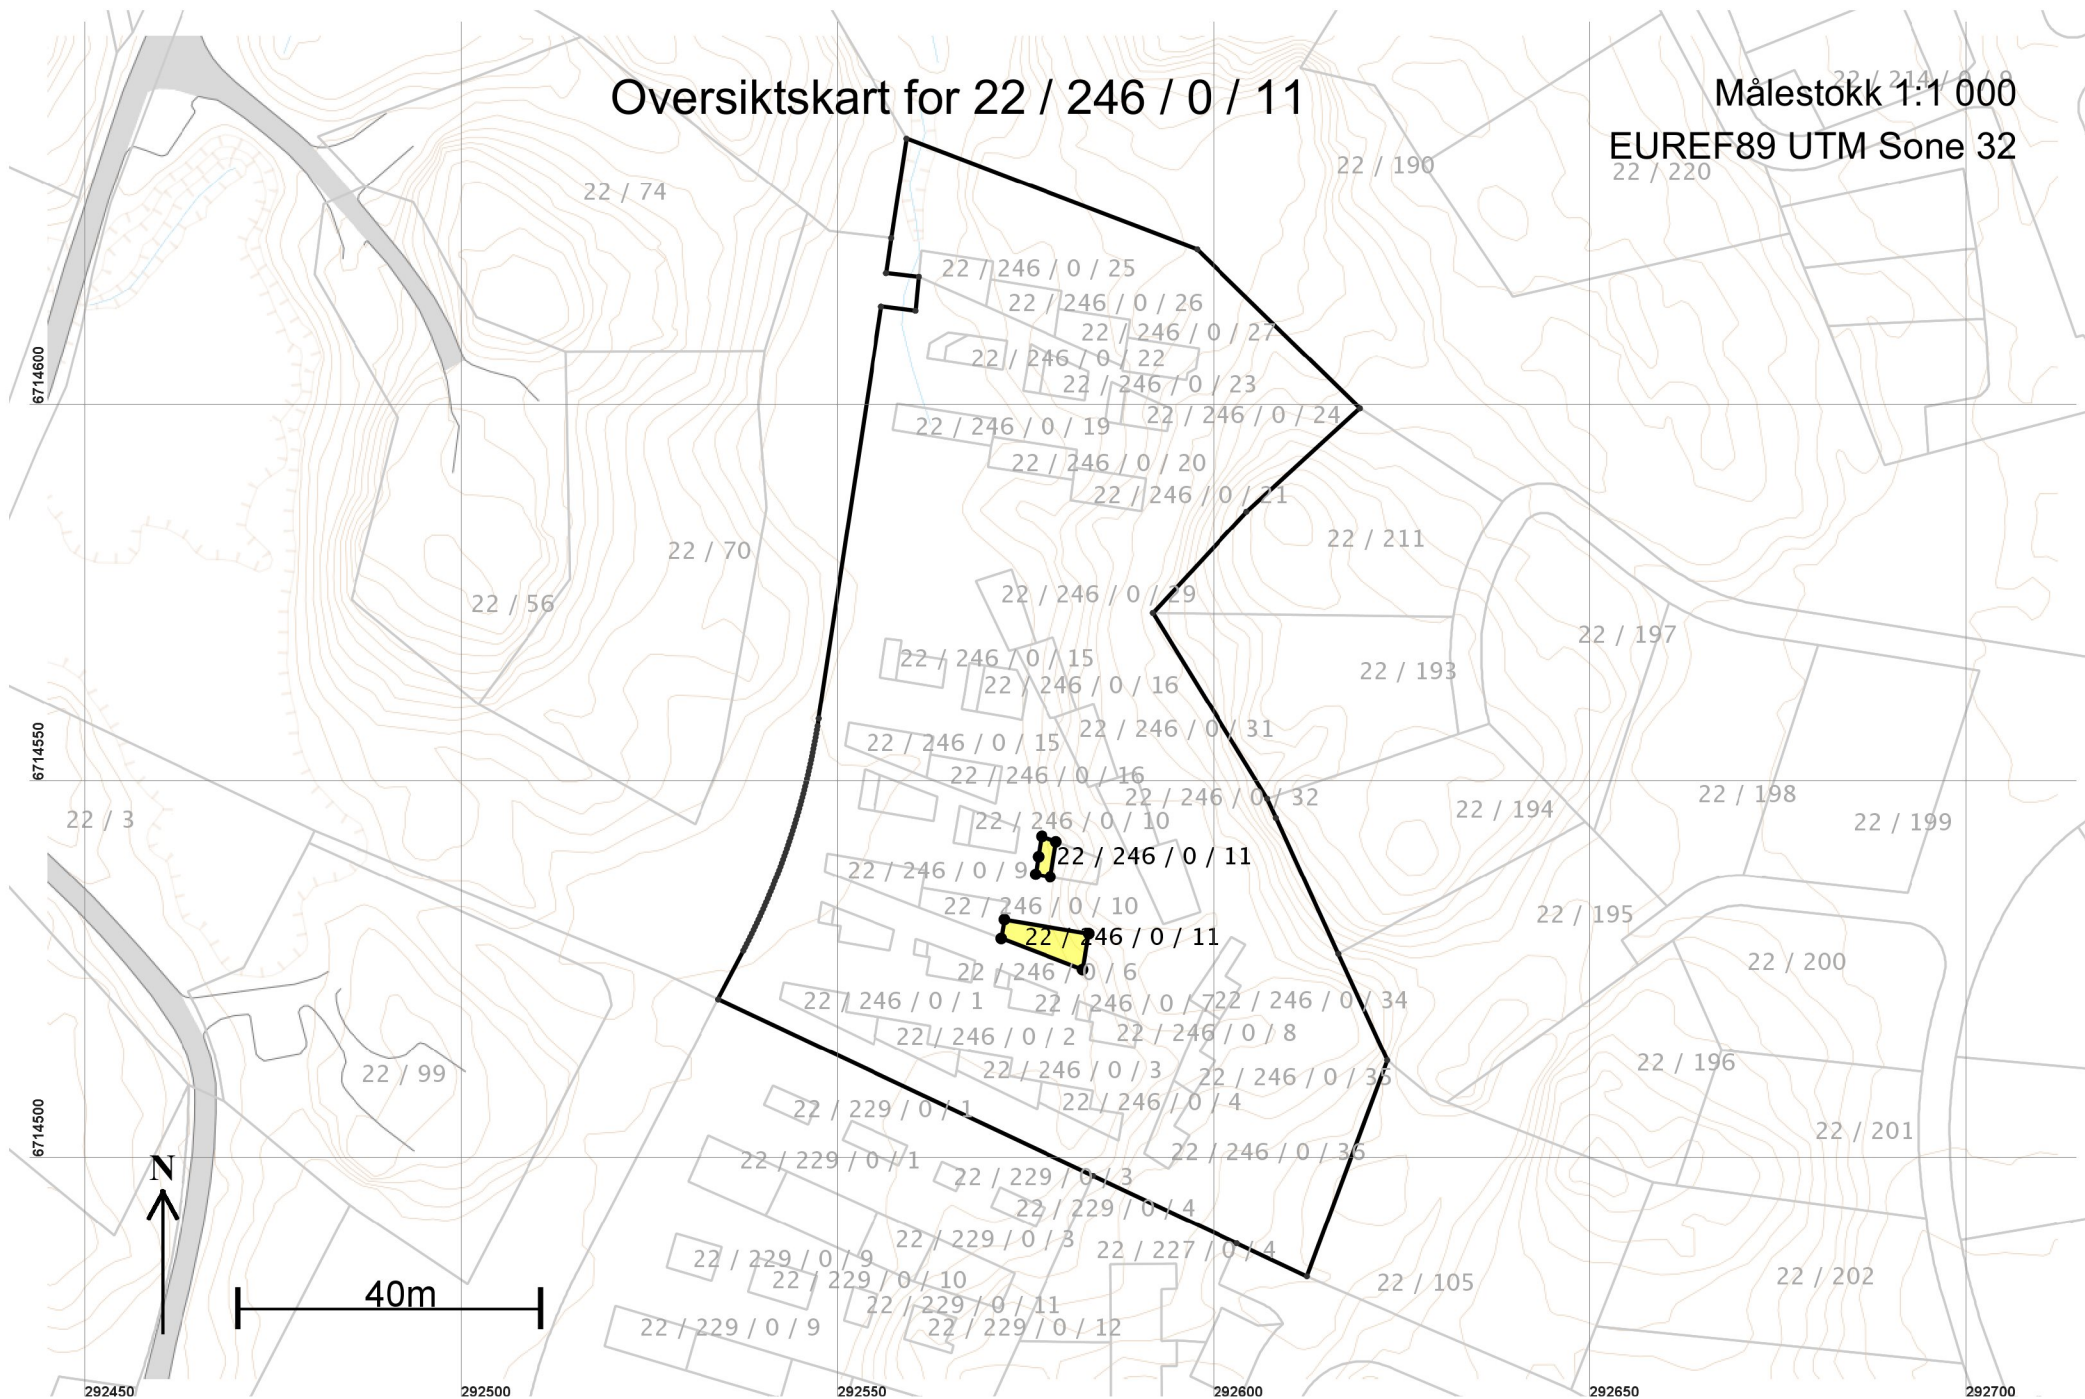 Oversiktskart for 22 / 246 / 0 / 11
22 / 214 / 0 / 8
Målestokk 1:1 000
EUREF89 UTM Sone 32
22 / 190
22 / 220
22 / 74
22 / 246 / 0 / 25
22 / 246 / 0 / 26
22 / 246 / 0 / 27
22 / 246 / 0 / 22
22 / 246 / 0 / 23
22 / 246 / 0 / 24
22 / 246 / 0 / 19
22 / 246 / 0 / 20
22 / 246 / 0 / 21
6714600
22 / 211
22 / 70
22 / 56
22 / 246 / 0 / 29
22 / 197
22 / 246 / 0 / 15
22 / 193
22 / 246 / 0 / 16
22 / 246 / 0 / 31
22 / 246 / 0 / 15
6714550
22 / 246 / 0 / 16
22 / 246 / 0 / 32
22 / 198
22 / 194
22 / 3
22 / 246 / 0 / 10
22 / 199
22 / 246 / 0 / 11
22 / 246 / 0 / 9
22 / 246 / 0 / 10
22 / 195
22 / 246 / 0 / 11
22 / 200
22 / 246 / 0 / 6
22 / 246 / 0 / 1
22 / 246 / 0 / 7
22 / 246 / 0 / 34
22 / 246 / 0 / 2
22 / 246 / 0 / 8
22 / 196
22 / 246 / 0 / 3
22 / 99
22 / 246 / 0 / 35
22 / 246 / 0 / 4
22 / 229 / 0 / 1
6714500
22 / 201
22 / 246 / 0 / 36
22 / 229 / 0 / 1
N
22 / 229 / 0 / 3
22 / 229 / 0 / 4
22 / 229 / 0 / 3
22 / 227 / 0 / 4
22 / 229 / 0 / 9
22 / 202
22 / 229 / 0 / 10
22 / 105
40m
22 / 229 / 0 / 11
22 / 229 / 0 / 9
22 / 229 / 0 / 12
292450
292500
292550
292600
292650
292700